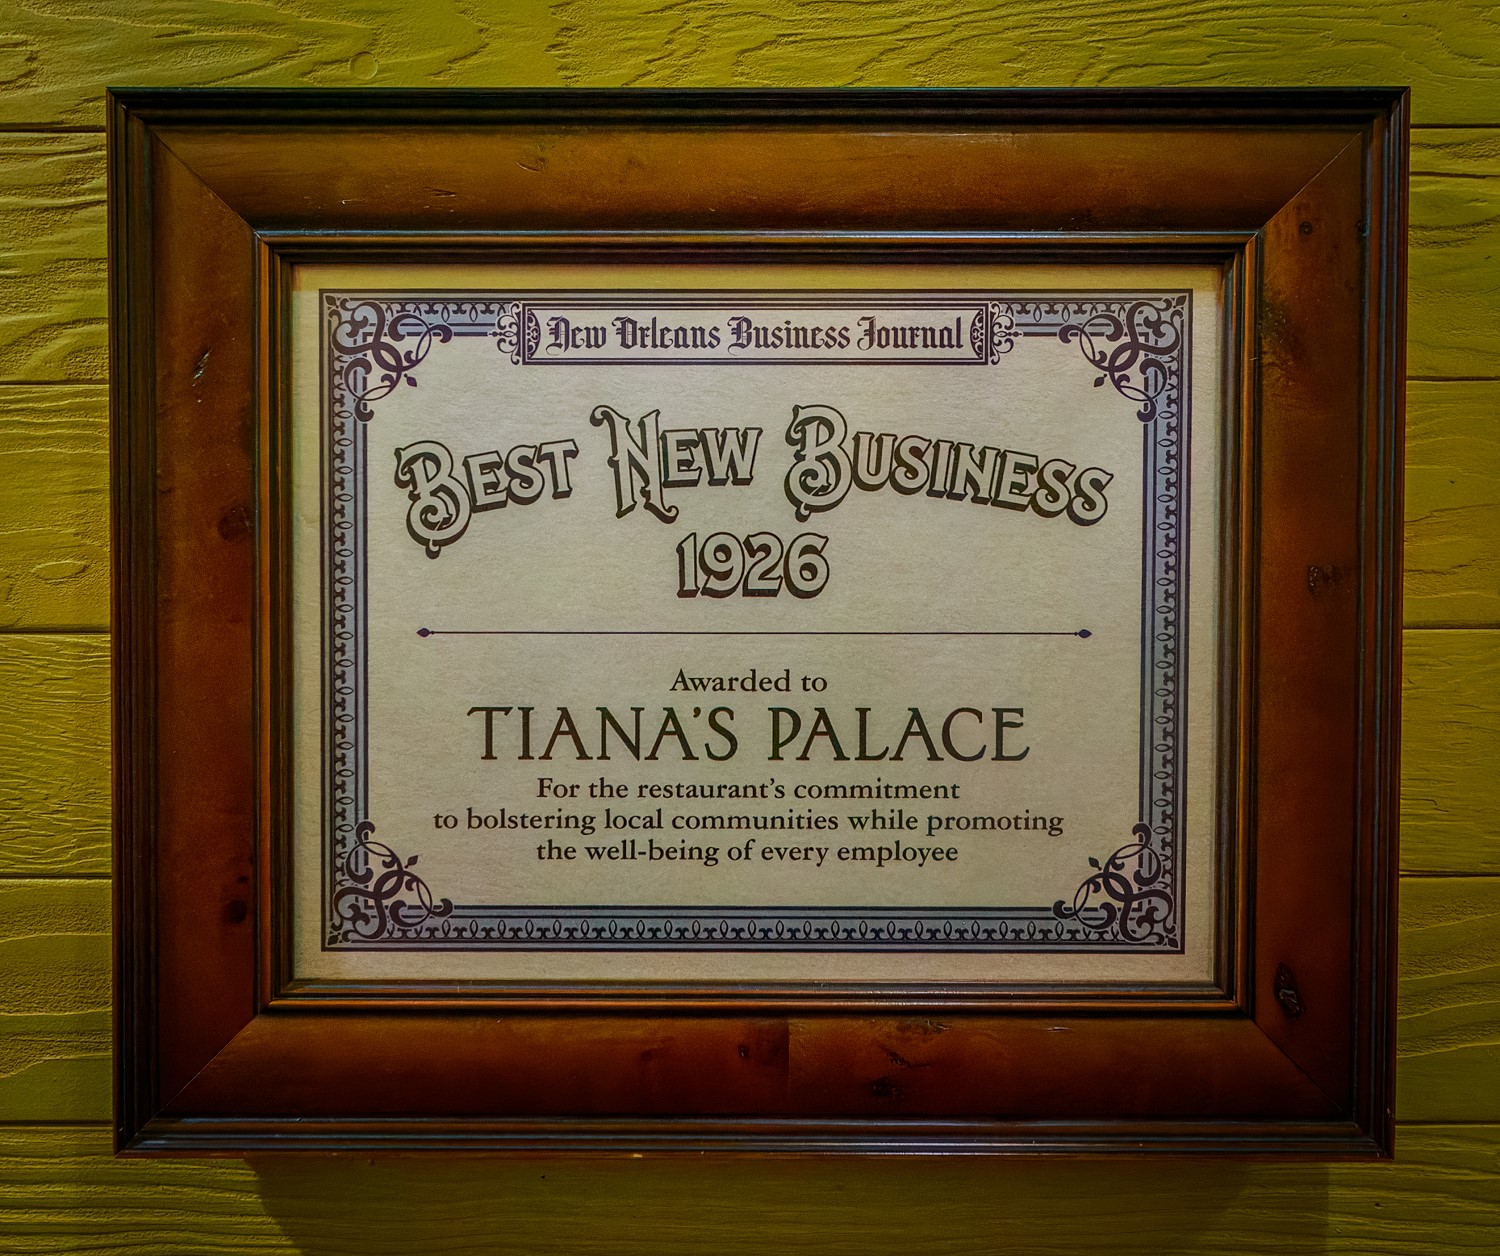 New Orleans Business Journal
BEST NEW BUSINESS
1926
Awarded to
TIANA'S PALACE
For the restaurant's commitment
to bolstering local communities while promoting
the well-being of every employee